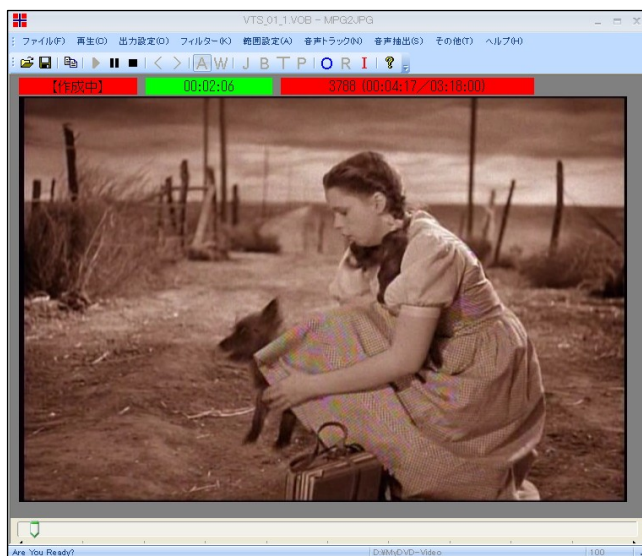 VTS_01_1.VOB - MPG2JPG
ファイル(F) 再生(O) 出力設定(O) フィルター(K) 範囲設定(A) 音声トラック(N) 音声抽出(S) その他(T) ヘルプ(H)
A W J B T P O R I ?
【作成中】 00:02:06 3788 (00:04:17/03:18:00)
Are You Ready? D:¥MyDVD-Video 100